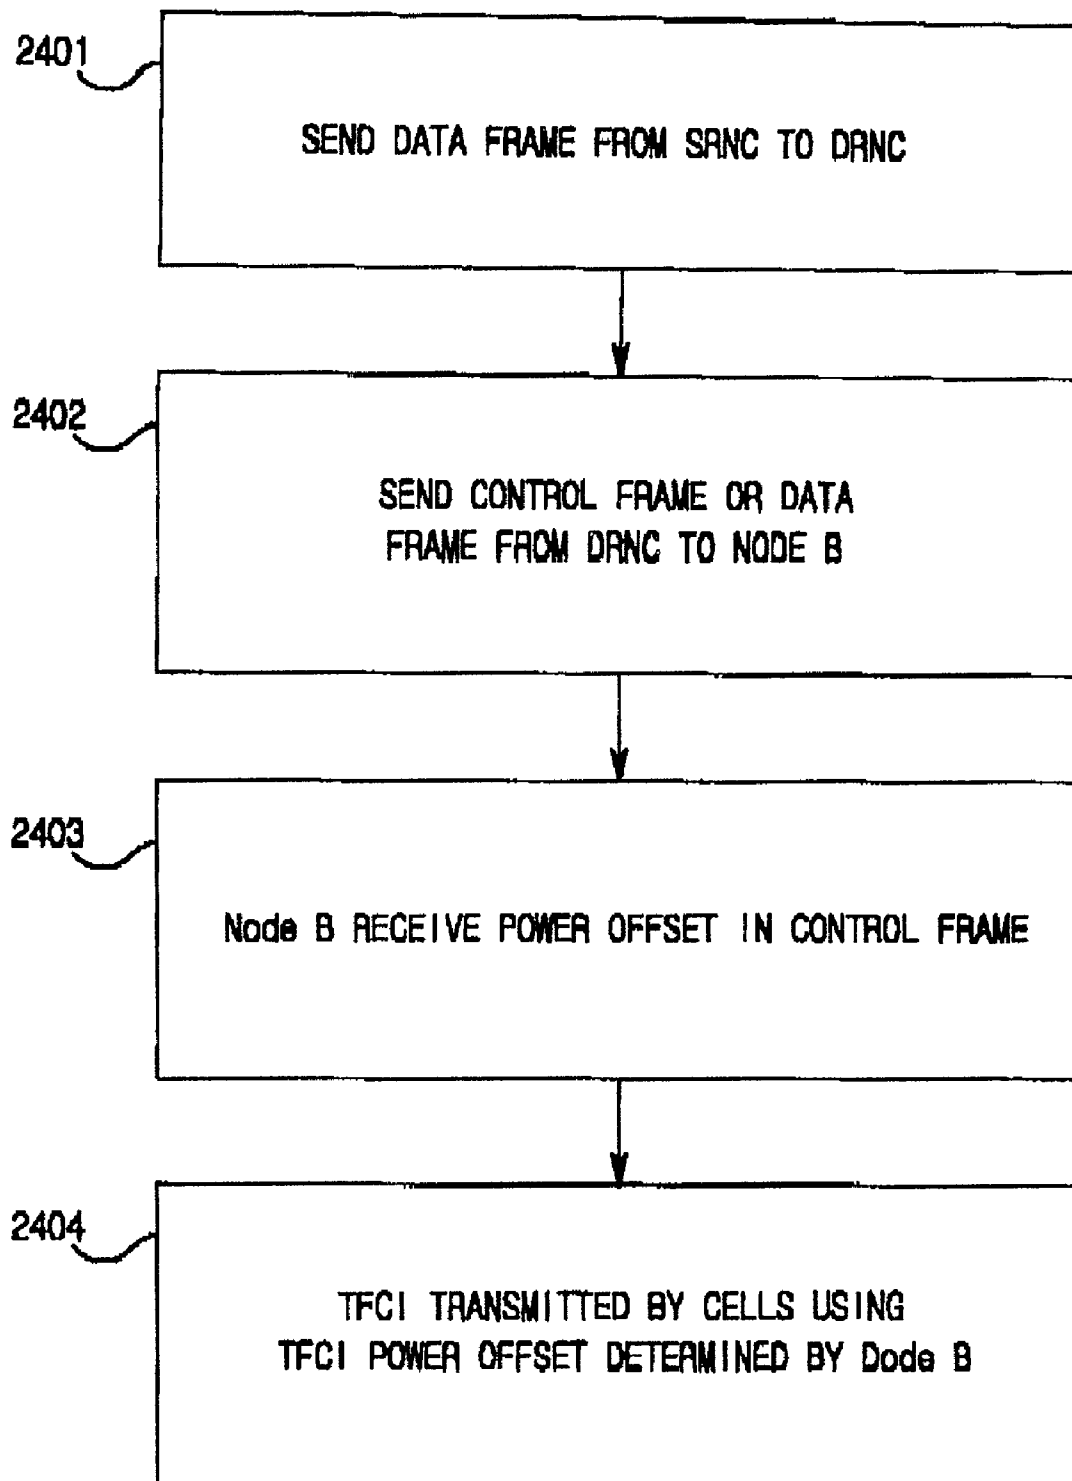 2401
SEND DATA FRAME FROM SRNC TO DRNC
2402
SEND CONTROL FRAME OR DATA
FRAME FROM DRNC TO NODE B
2403
Node B RECEIVE POWER OFFSET IN CONTROL FRAME
2404
TFCI TRANSMITTED BY CELLS USING
TFCI POWER OFFSET DETERMINED BY Dode B